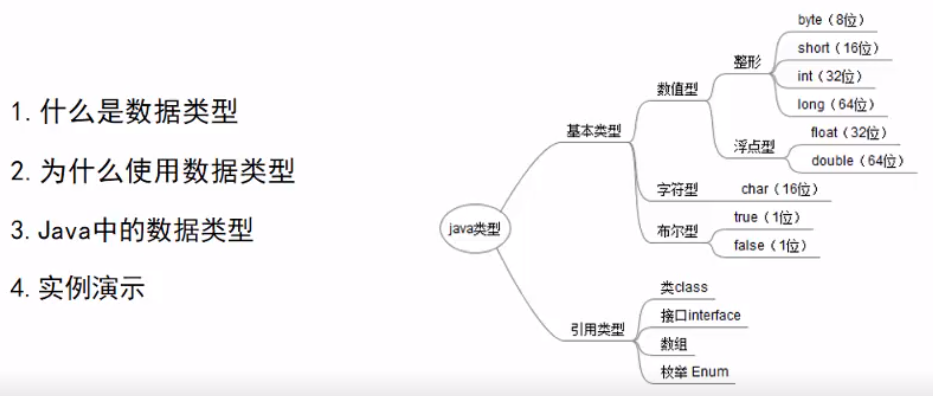 1.什么是数据类型
2.为什么使用数据类型
3.Java中的数据类型
4.实例演示
java类型
基本类型
数值型
整形
byte（8位）
short（16位）
int（32位）
long（64位）
浮点型
float（32位）
double（64位）
字符型
char（16位）
布尔型
true（1位）
false（1位）
引用类型
类class
接口interface
数组
枚举 Enum